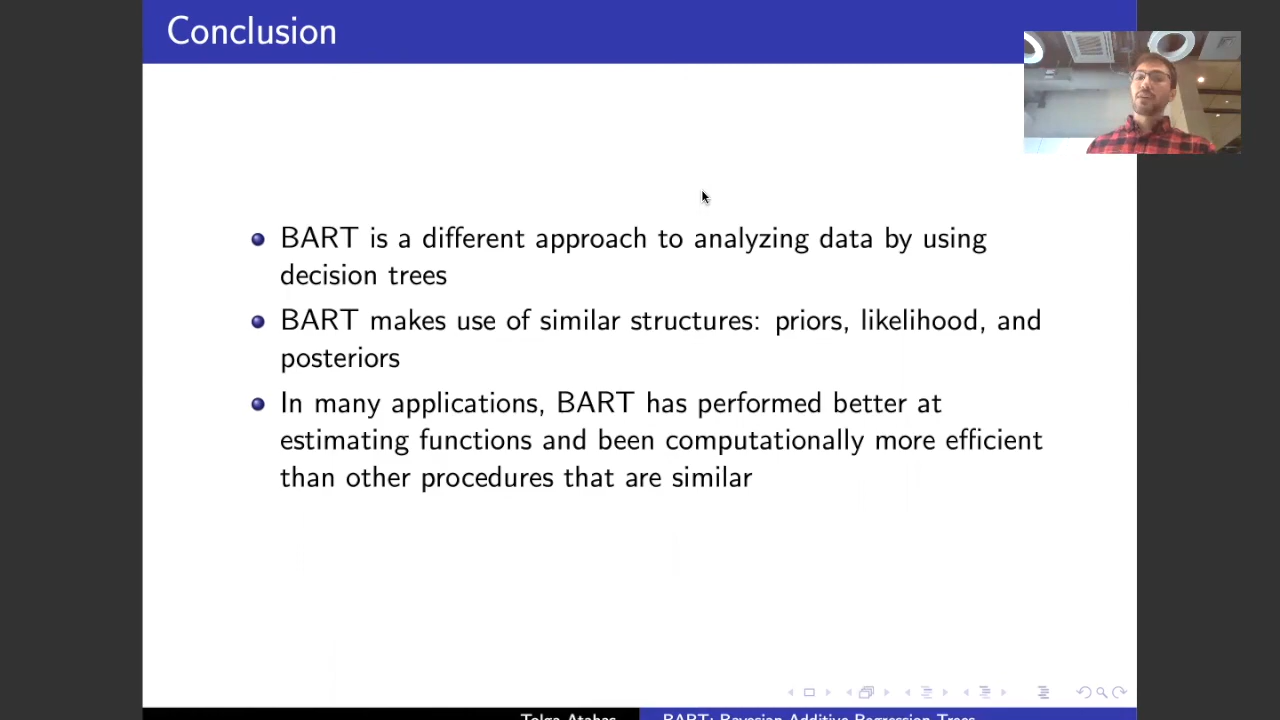 Conclusion
BART is a different approach to analyzing data by using
decision trees
BART makes use of similar structures: priors, likelihood, and
posteriors
In many applications, BART has performed better at
estimating functions and been computationally more efficient
than other procedures that are similar
Tolga Atabas BART: Bayesian Additive Regression Trees